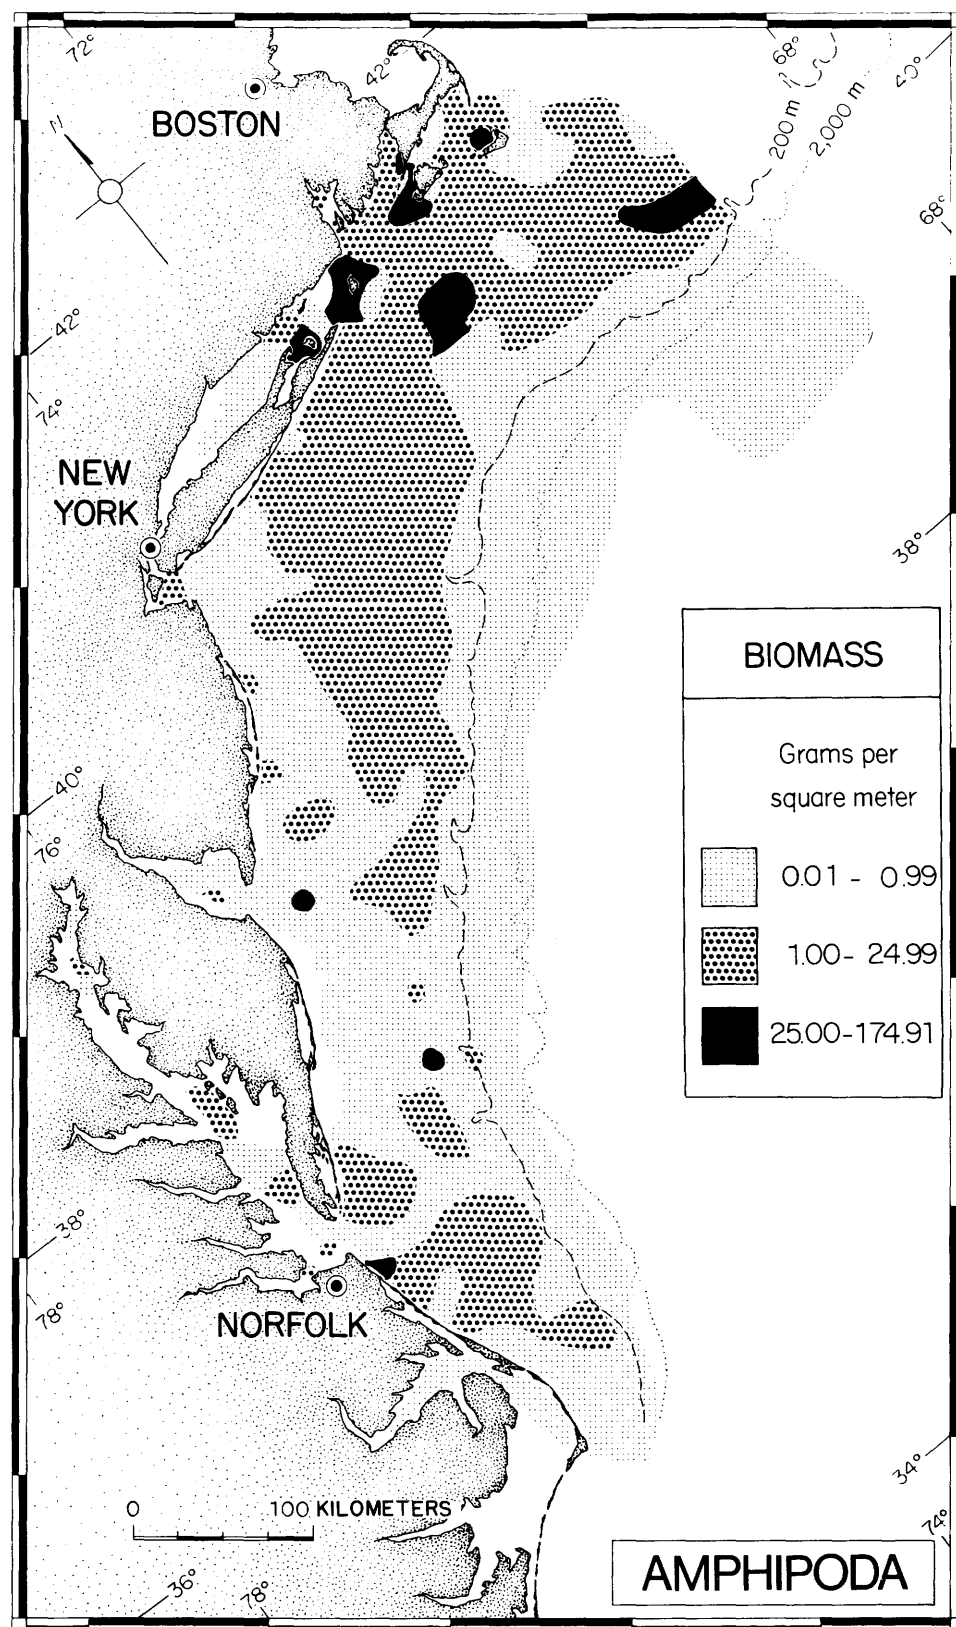 72°
42°
68°
40°
BOSTON
N
200 m
2,000 m
68°
42°
74°
NEW
YORK
38°
BIOMASS
Grams per
square meter
0.01 - 0.99
1.00 - 24.99
25.00-174.91
40°
76°
38°
78°
NORFOLK
34°
74°
0 100 KILOMETERS
36°
78°
AMPHIPODA